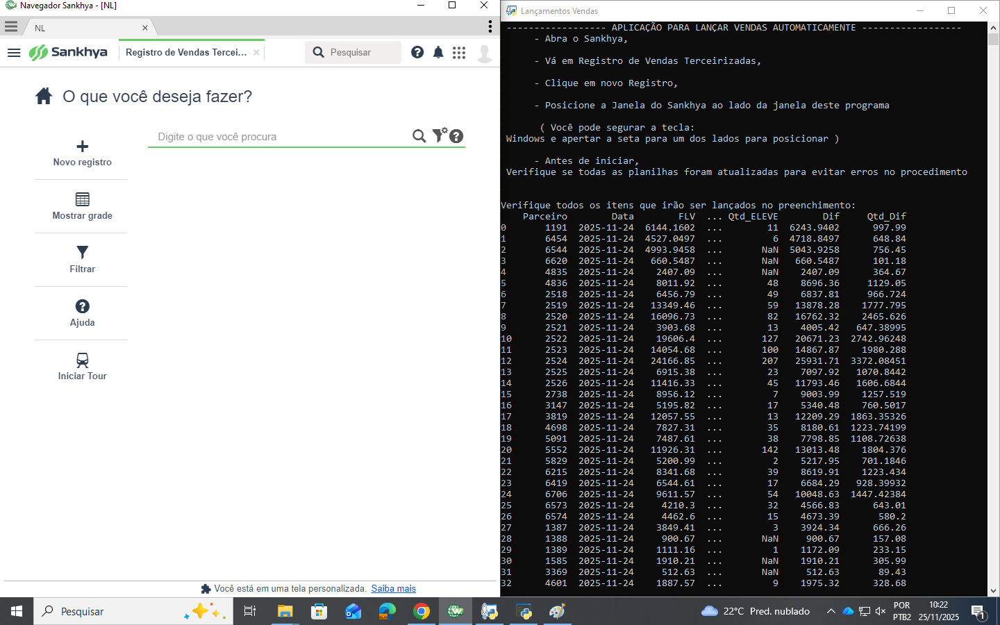 Navegador Sankhya - [NL]
NL
Sankhya
Registro de Vendas Tercei...
Pesquisar
O que você deseja fazer?
Digite o que você procura
Novo registro
Mostrar grade
Filtrar
Ajuda
Iniciar Tour
Você está em uma tela personalizada. Saiba mais
Lançamentos Vendas
------------------ APLICAÇÃO PARA LANÇAR VENDAS AUTOMATICAMENTE ------------------
- Abra o Sankhya,
- Vá em Registro de Vendas Terceirizadas,
- Clique em novo Registro,
- Posicione a Janela do Sankhya ao lado da janela deste programa
( Você pode segurar a tecla:
Windows e apertar a seta para um dos lados para posicionar )
- Antes de iniciar,
Verifique se todas as planilhas foram atualizadas para evitar erros no procedimento
Verifique todos os itens que irão ser lançados no preenchimento:
Parceiro Data FLV ... Qtd_ELEVE Dif Qtd_Dif
0 1191 2025-11-24 6144.1602 ... 11 6243.9402 997.99
1 6454 2025-11-24 4527.0497 ... 6 4718.8497 648.84
2 6544 2025-11-24 4993.9458 ... NaN 5043.9258 756.45
3 6620 2025-11-24 660.5487 ... NaN 660.5487 101.18
4 4835 2025-11-24 2407.09 ... NaN 2407.09 364.67
5 4836 2025-11-24 8011.92 ... 48 8696.36 1129.05
6 2518 2025-11-24 6456.79 ... 49 6837.81 966.724
7 2519 2025-11-24 13349.46 ... 59 13878.28 1777.795
8 2520 2025-11-24 16096.73 ... 82 16762.32 2465.626
9 2521 2025-11-24 3903.68 ... 13 4005.42 647.38995
10 2522 2025-11-24 19606.4 ... 127 20671.23 2742.96248
11 2523 2025-11-24 14054.68 ... 100 14867.87 1980.288
12 2524 2025-11-24 24166.85 ... 207 25931.71 3372.08451
13 2525 2025-11-24 6915.38 ... 23 7097.92 1070.8442
14 2526 2025-11-24 11416.33 ... 45 11793.46 1606.6844
15 2738 2025-11-24 8956.12 ... 7 9003.99 1257.519
16 3147 2025-11-24 5195.82 ... 17 5340.48 760.5017
17 3819 2025-11-24 12057.55 ... 13 12209.29 1863.35326
18 4698 2025-11-24 7827.31 ... 35 8180.61 1223.74199
19 5091 2025-11-24 7487.61 ... 38 7798.85 1108.72638
20 5552 2025-11-24 11926.31 ... 142 13013.48 1804.376
21 5829 2025-11-24 5200.99 ... 2 5217.95 701.1846
22 6215 2025-11-24 8341.68 ... 39 8619.91 1223.434
23 6419 2025-11-24 6544.61 ... 17 6684.29 928.39932
24 6706 2025-11-24 9611.57 ... 54 10048.63 1447.42384
25 6573 2025-11-24 4210.3 ... 32 4566.83 643.01
26 6574 2025-11-24 4462.6 ... 15 4673.39 580.2
27 1387 2025-11-24 3849.41 ... 3 3924.34 666.26
28 1388 2025-11-24 900.67 ... NaN 900.67 157.08
29 1389 2025-11-24 1111.16 ... 1 1172.09 233.15
30 1585 2025-11-24 1910.21 ... NaN 1910.21 305.99
31 3369 2025-11-24 512.63 ... NaN 512.63 89.43
32 4601 2025-11-24 1887.57 ... 9 1975.32 328.68
Pesquisar
22°C Pred. nublado
POR
PTB2
10:22
25/11/2025
1